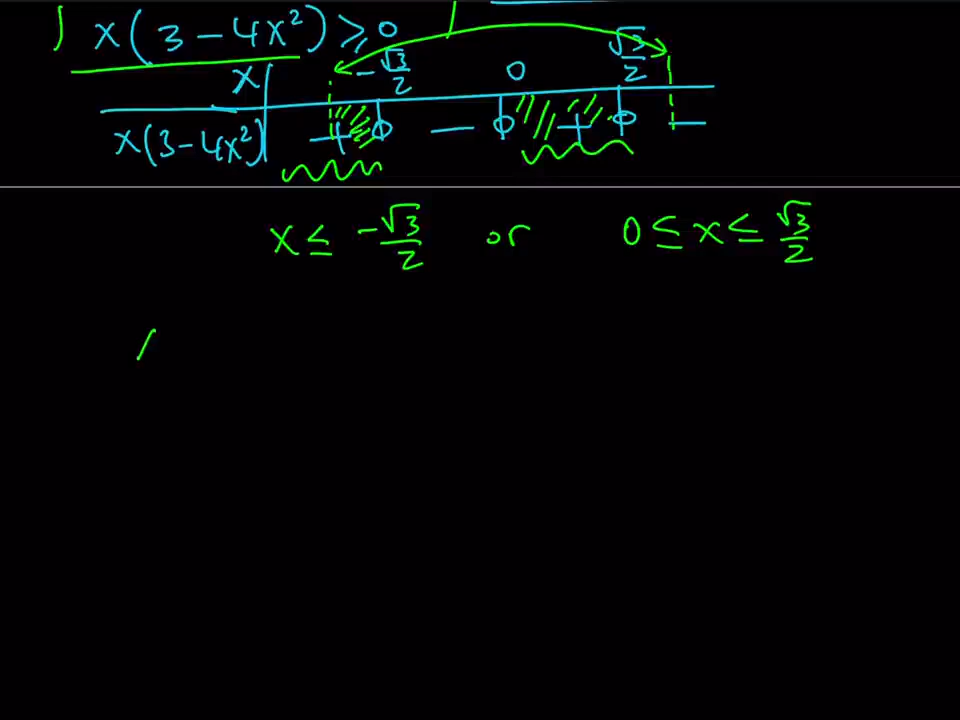 x(3 - 4x²) ≥ 0
x -√3/2 0 √3/2
x(3 - 4x²) + 0 - 0 + 0 -
x ≤ -√3/2 or 0 ≤ x ≤ √3/2